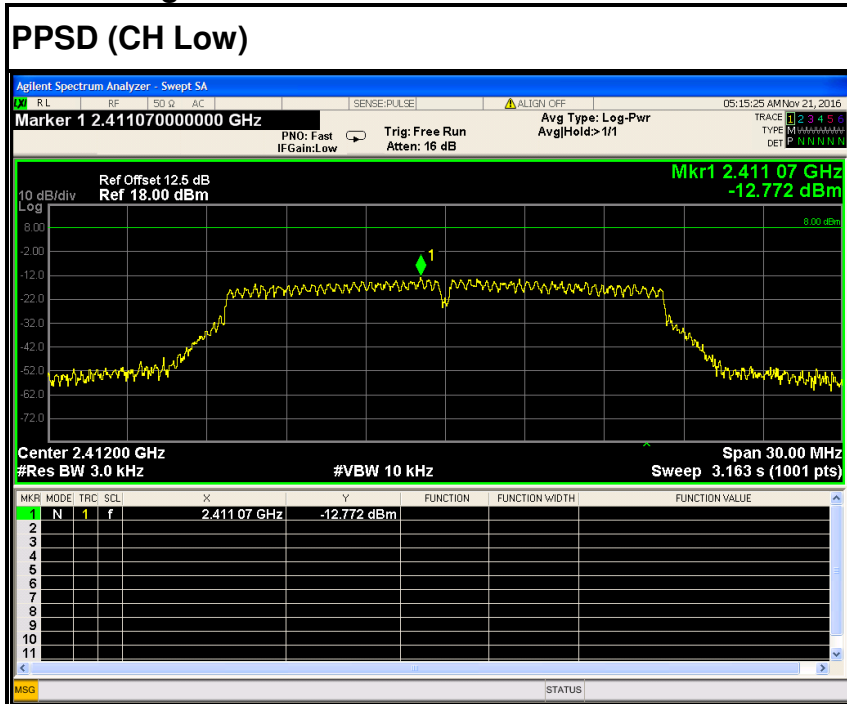 PPSD (CH Low)
Agilent Spectrum Analyzer - Swept SA
RL RF 50 Ω AC SENSE:PULSE ALIGN OFF 05:15:25 AM Nov 21, 2016
Marker 1 2.411070000000 GHz
PNO: Fast
IFGain:Low
Trig: Free Run
Atten: 16 dB
Avg Type: Log-Pwr
Avg|Hold:>1/1
TRACE 1 2 3 4 5 6
TYPE M
DET P N N N N N
Mkr1 2.411 07 GHz
-12.772 dBm
Ref Offset 12.5 dB
10 dB/div Ref 18.00 dBm
Log
8.00
8.00 dBm
1
-2.00
-12.0
-22.0
-32.0
-42.0
-52.0
-62.0
-72.0
Center 2.41200 GHz Span 30.00 MHz
#Res BW 3.0 kHz #VBW 10 kHz Sweep 3.163 s (1001 pts)
MKR MODE TRC SCL X Y FUNCTION FUNCTION WIDTH FUNCTION VALUE
1 N 1 f 2.411 07 GHz -12.772 dBm
2
3
4
5
6
7
8
9
10
11
MSG STATUS